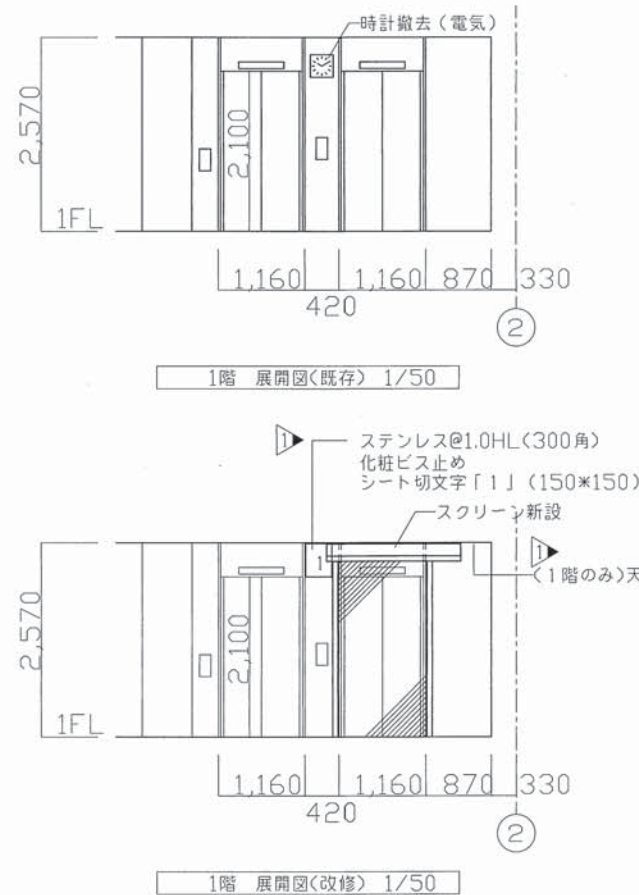 時計撤去(電気)
2,570
2,100
1FL
1,160
1,160
870
330
420
2
1階 展開図(既存) 1/50
1
ステンレス@1.0HL(300角)
化粧ビス止め
シート切文字「1」(150*150)
スクリーン新設
1
1
(1階のみ)天
2,570
2,100
1FL
1,160
1,160
870
330
420
2
1階 展開図(改修) 1/50